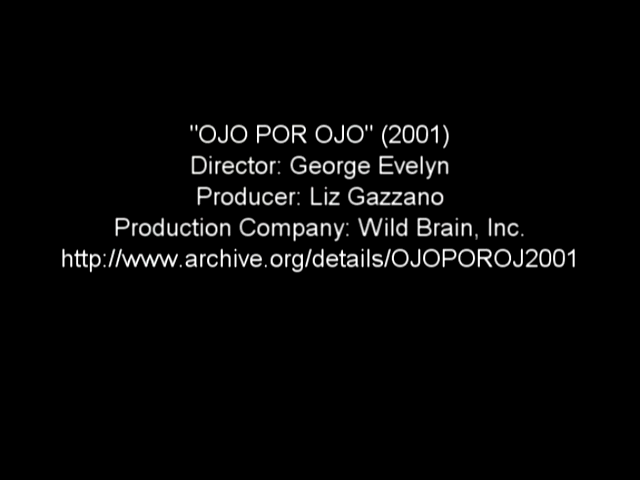 "OJO POR OJO" (2001)
Director: George Evelyn
Producer: Liz Gazzano
Production Company: Wild Brain, Inc.
http://www.archive.org/details/OJOPOROJ2001